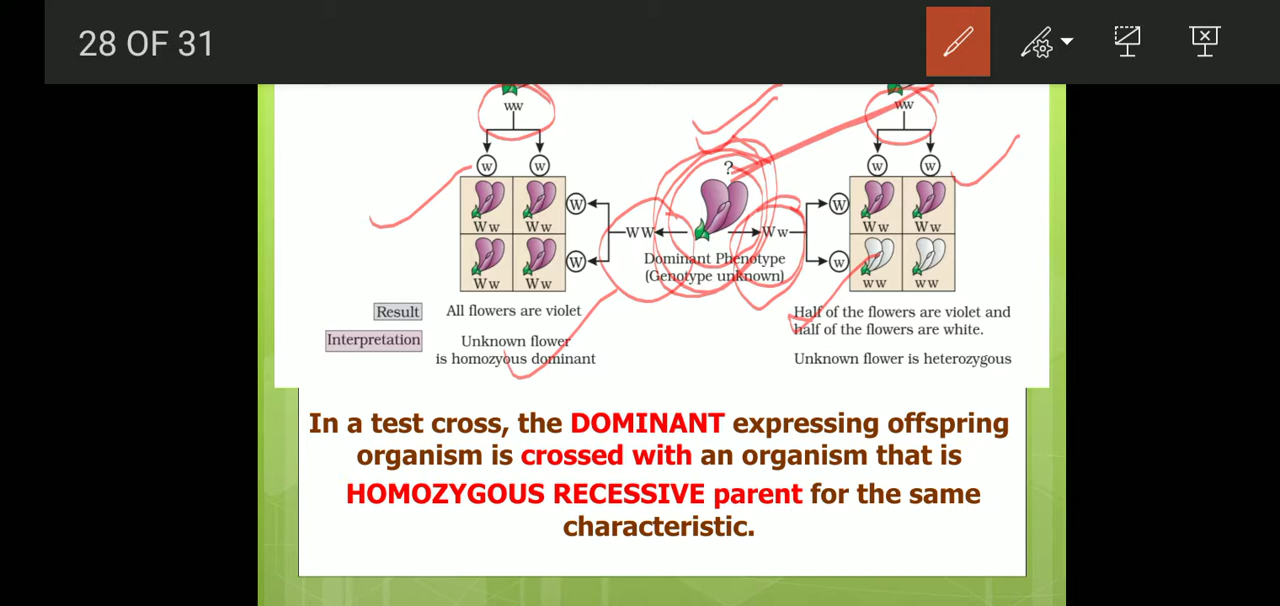 28 OF 31
ww
ww
?
w w
w w
W
W
Ww Ww
Ww Ww
WW
Ww
W
w
Ww Ww
ww ww
Dominant Phenotype
(Genotype unknown)
Result
All flowers are violet
Interpretation
Unknown flower
is homozyous dominant
Half of the flowers are violet and
half of the flowers are white.
Unknown flower is heterozygous
In a test cross, the DOMINANT expressing offspring
organism is crossed with an organism that is
HOMOZYGOUS RECESSIVE parent for the same
characteristic.